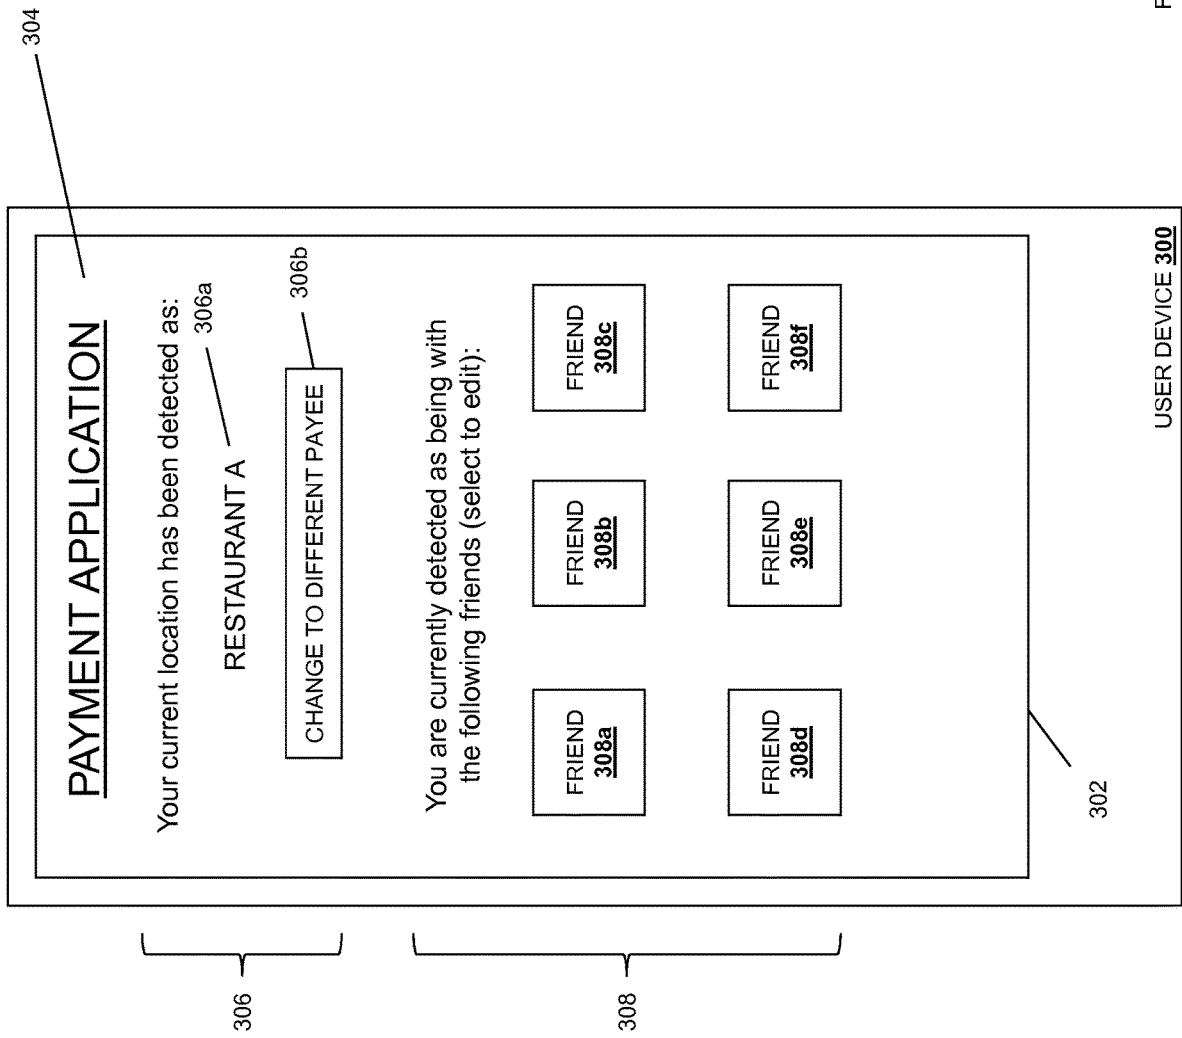 304
PAYMENT APPLICATION
Your current location has been detected as:
306a
RESTAURANT A
306b
CHANGE TO DIFFERENT PAYEE
306
You are currently detected as being with
the following friends (select to edit):
FRIEND
308a
FRIEND
308b
FRIEND
308c
308
FRIEND
308d
FRIEND
308e
FRIEND
308f
302
USER DEVICE 300